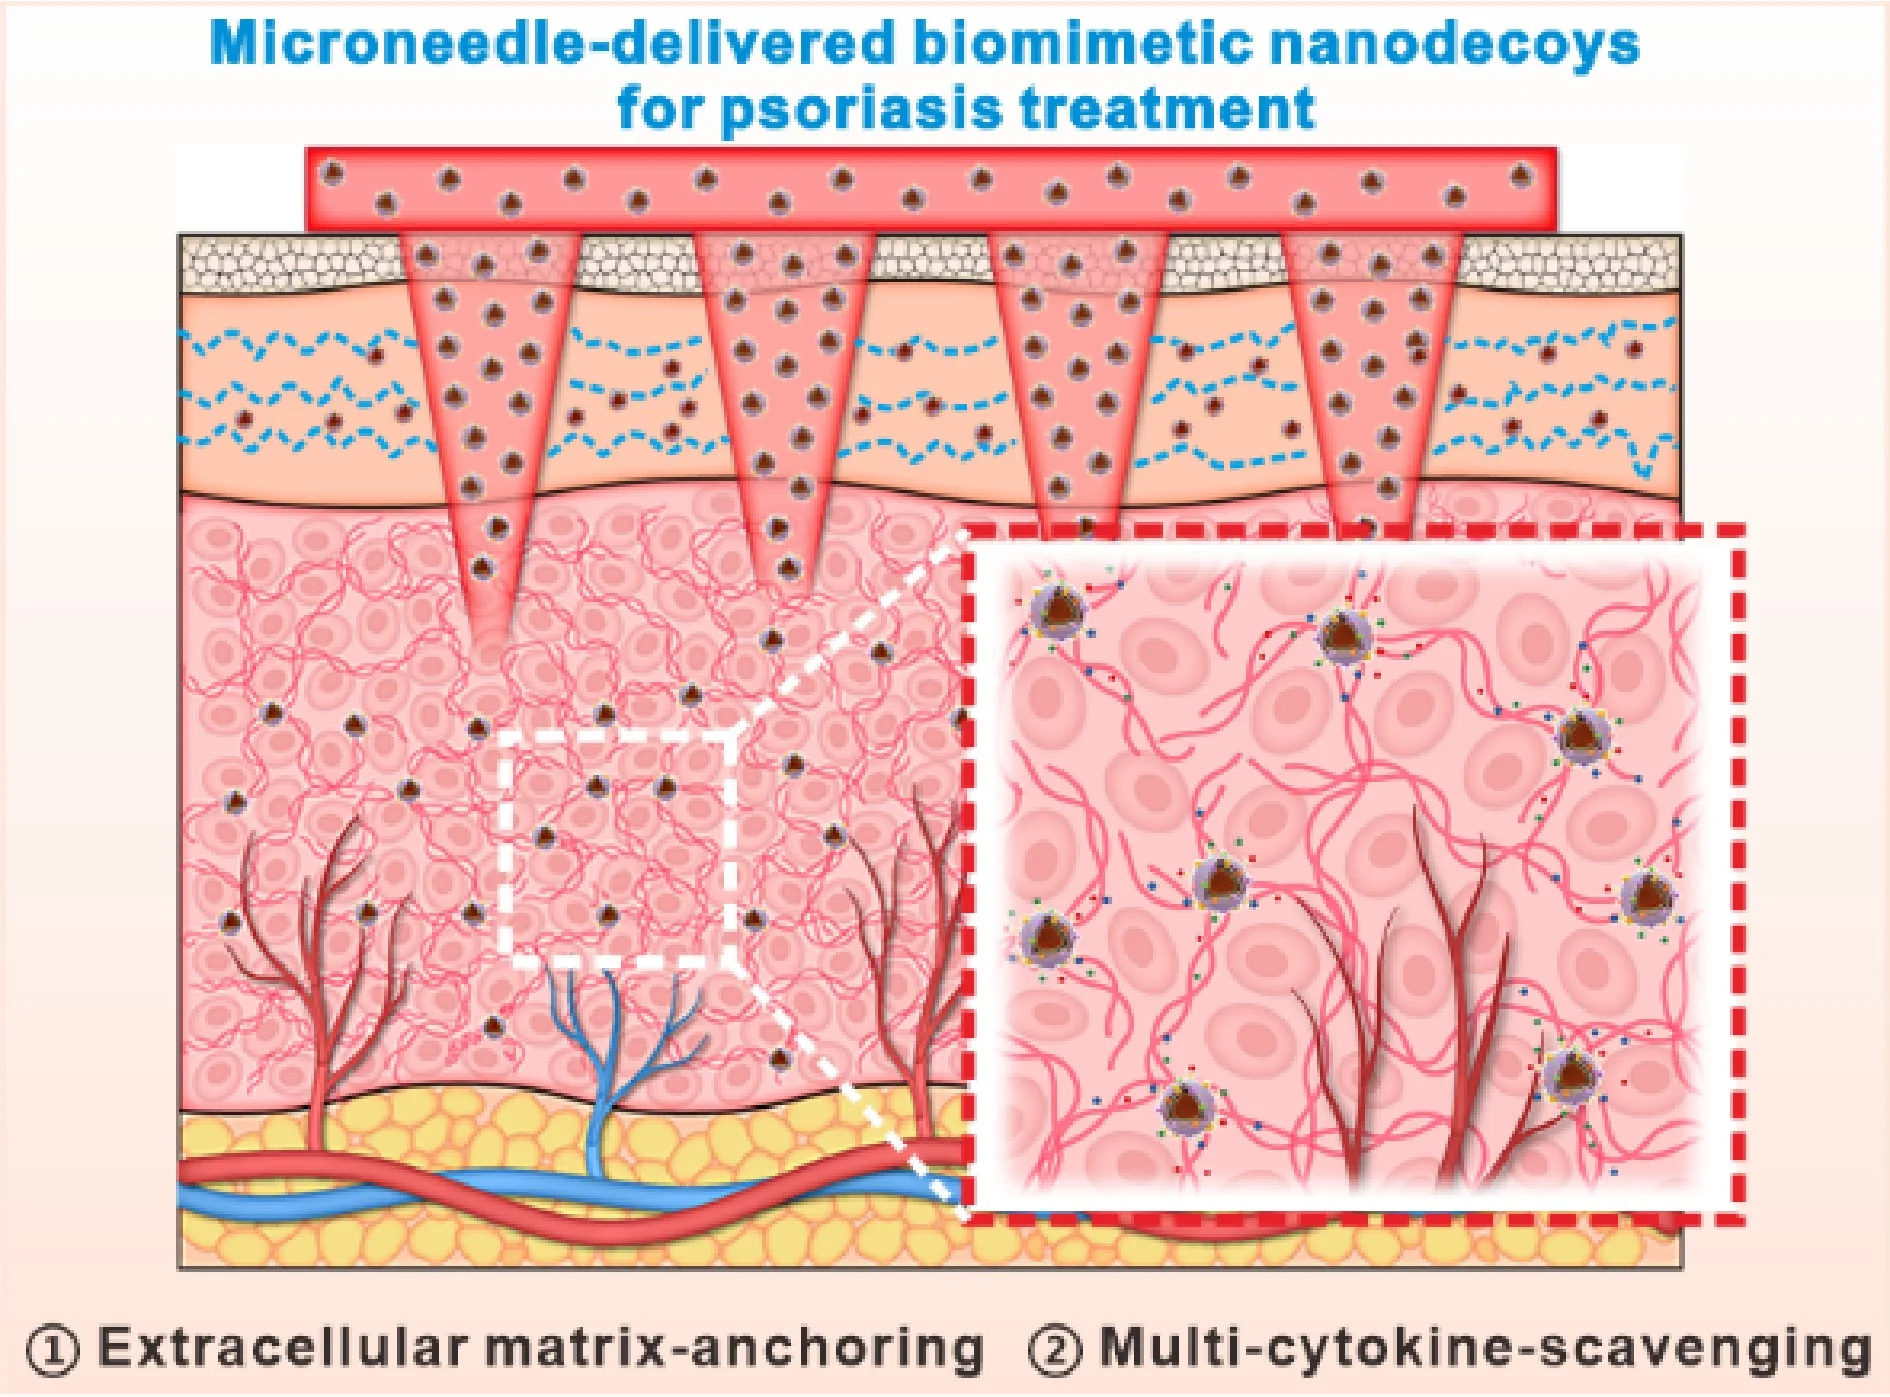 Microneedle-delivered biomimetic nanodecoys
for psoriasis treatment
① Extracellular matrix-anchoring ② Multi-cytokine-scavenging